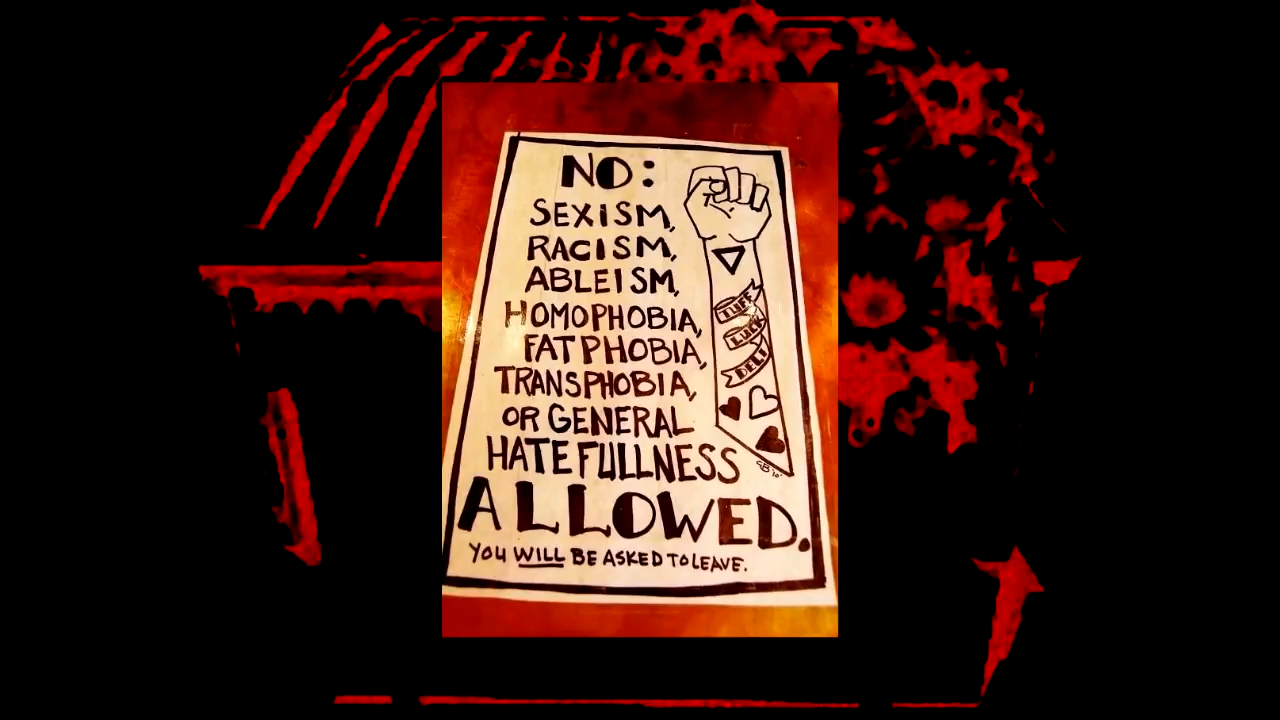 NO:
SEXISM,
RACISM,
ABLEISM,
HOMOPHOBIA,
FATPHOBIA,
TRANSPHOBIA,
OR GENERAL
HATEFULLNESS
ALLOWED.
YOU WILL BE ASKED TO LEAVE.
TUFF
LUCK
DELI